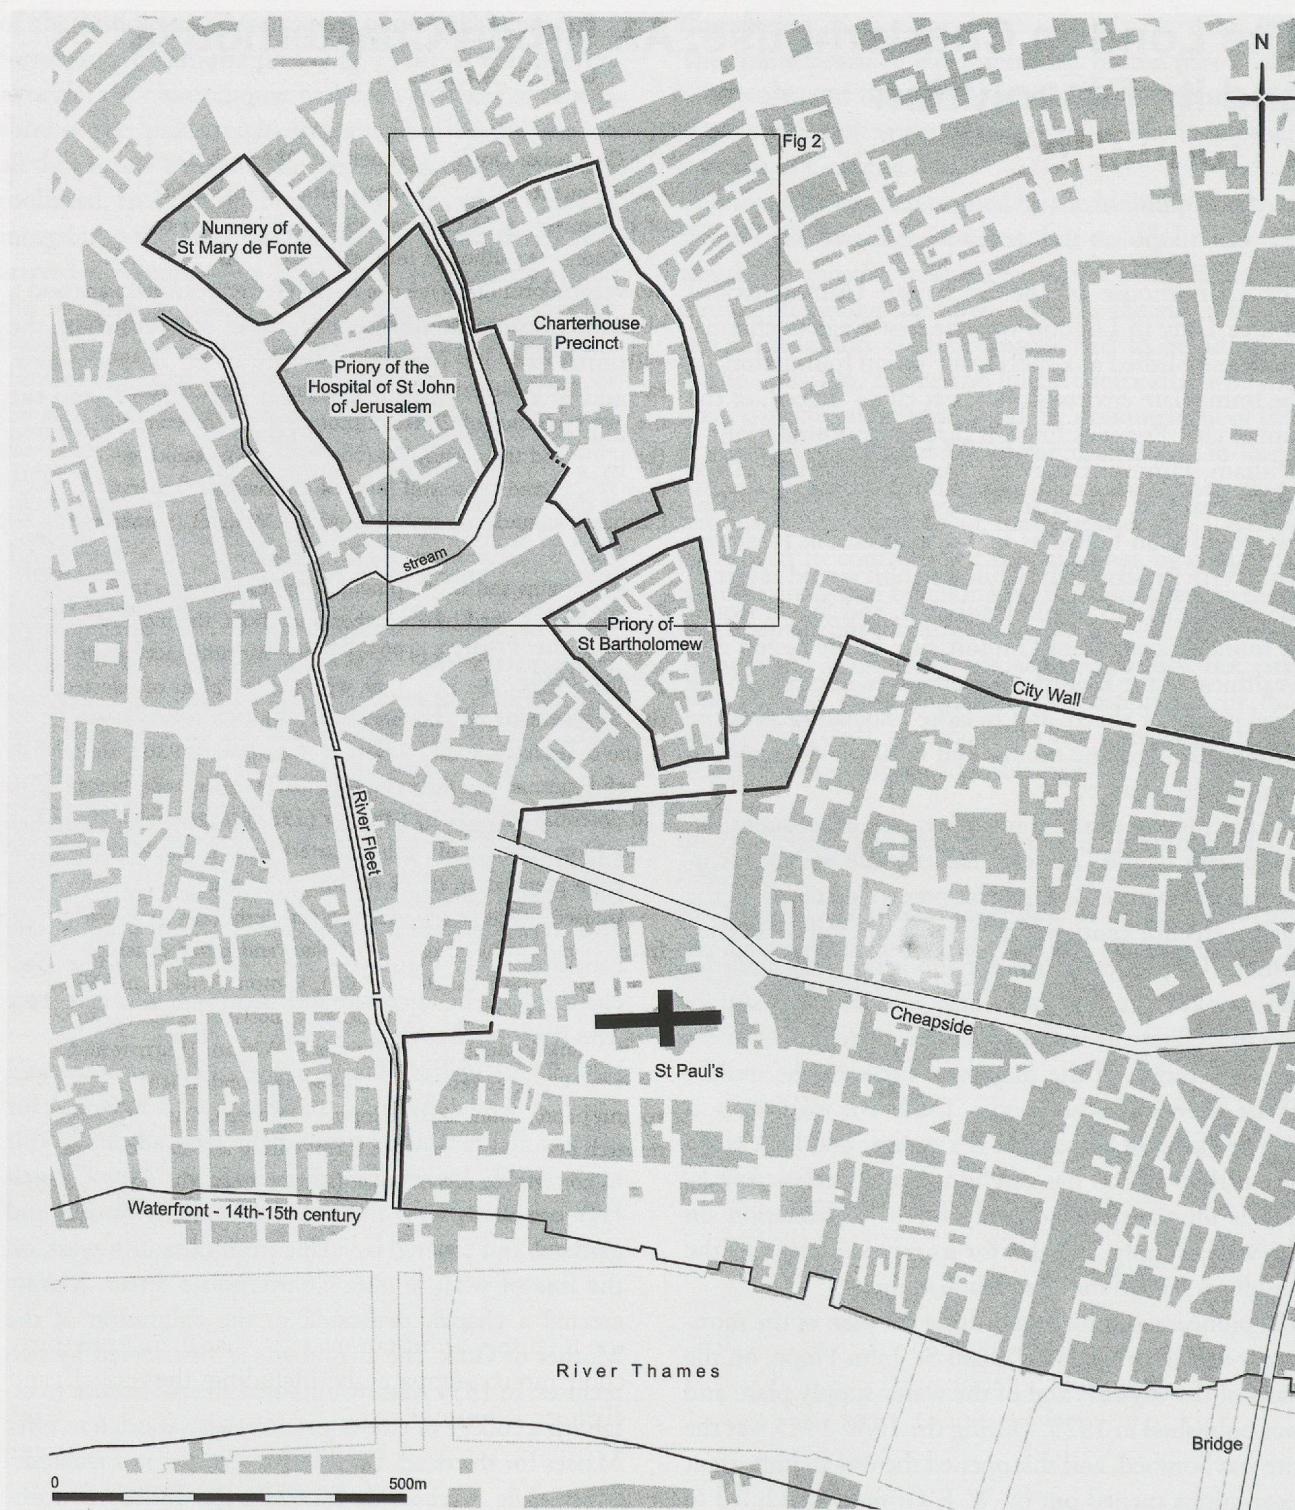 N
Fig 2
Nunnery of
St Mary de Fonte
Charterhouse
Precinct
Priory of the
Hospital of St John
of Jerusalem
stream
Priory of
St Bartholomew
City Wall
River Fleet
Cheapside
St Paul's
Waterfront - 14th-15th century
River Thames
Bridge
0 500m